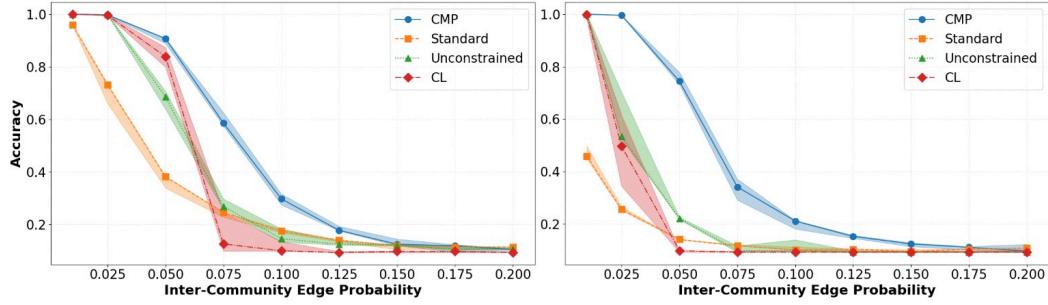 1.0
0.8
0.6
0.4
0.2
Accuracy
0.025 0.050 0.075 0.100 0.125 0.150 0.175 0.200
Inter-Community Edge Probability
CMP
Standard
Unconstrained
CL
1.0
0.8
0.6
0.4
0.2
0.025 0.050 0.075 0.100 0.125 0.150 0.175 0.200
Inter-Community Edge Probability
CMP
Standard
Unconstrained
CL